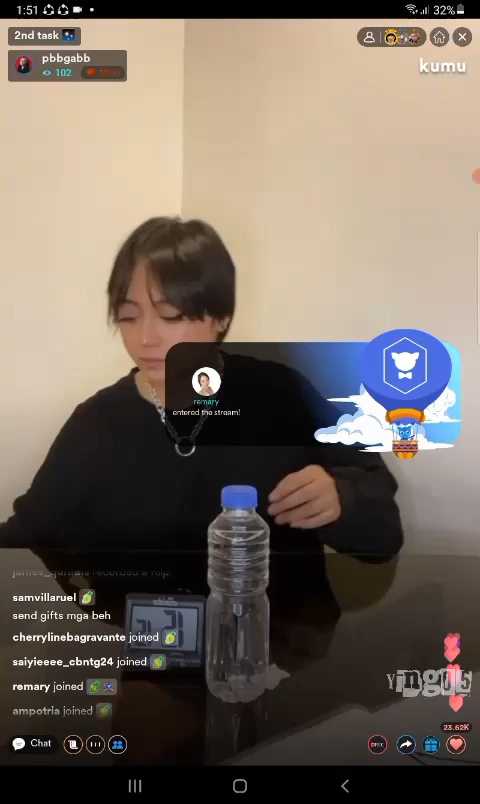 1:51
32%
2nd task
pbbgabb
102
kumu
remary
entered the stream!
samvillaruel
send gifts mga beh
cherrylinebagravante joined
saiyieeee_cbntg24 joined
remary joined
ampotria joined
23.62K
Chat